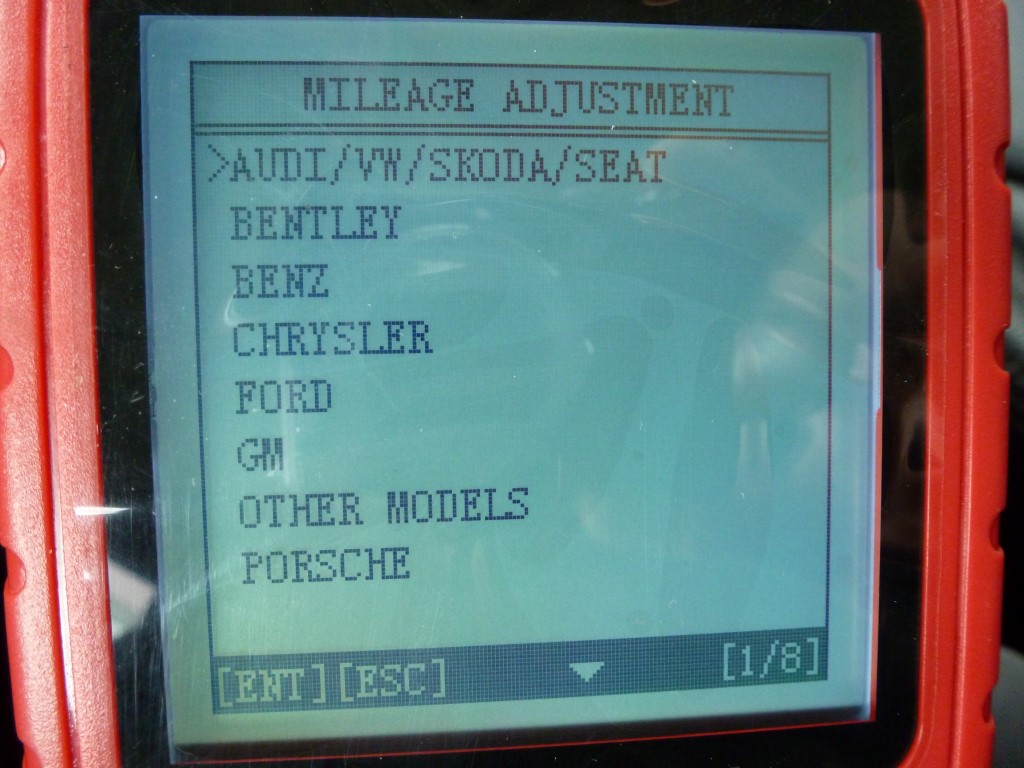 MILEAGE ADJUSTMENT
>AUDI/VW/SKODA/SEAT
BENTLEY
BENZ
CHRYSLER
FORD
GM
OTHER MODELS
PORSCHE
[ENT][ESC] [1/8]